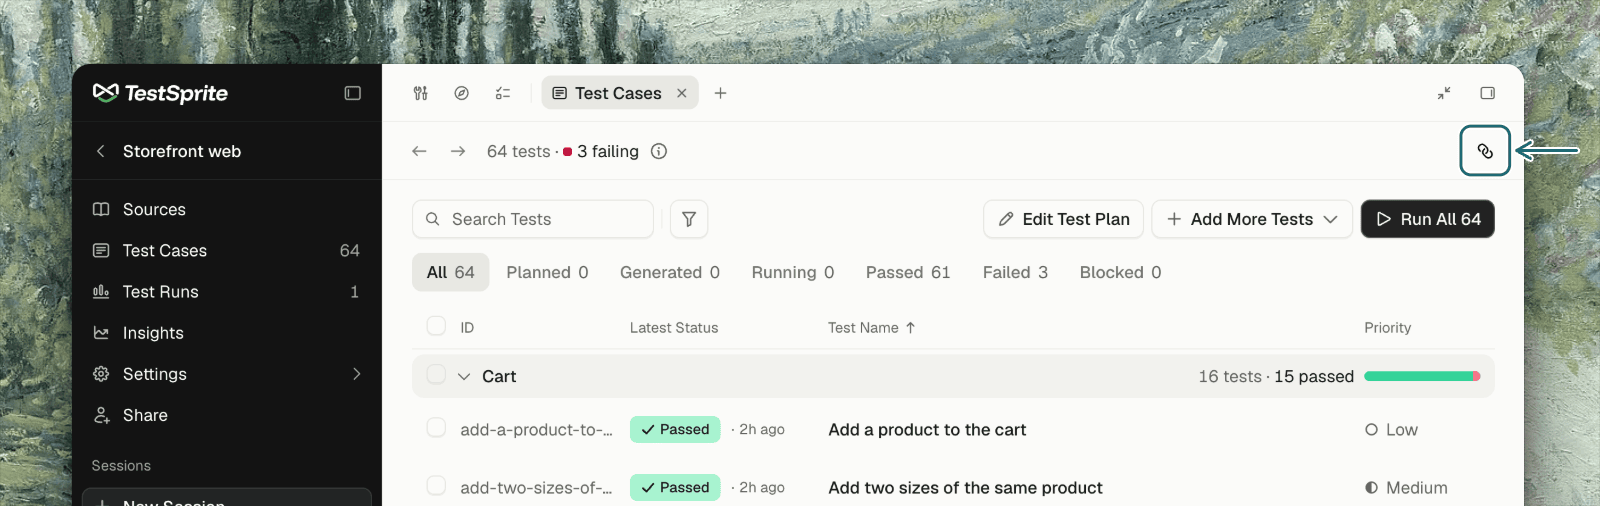 TestSprite
Test Cases
Storefront web
64 tests · 3 failing
Sources
Test Cases 64
Test Runs 1
Insights
Settings
Share
Sessions
New Session
Search Tests
Edit Test Plan
Add More Tests
Run All 64
All 64 Planned 0 Generated 0 Running 0 Passed 61 Failed 3 Blocked 0
ID Latest Status Test Name ↑ Priority
Cart 16 tests · 15 passed
add-a-product-to-... Passed · 2h ago Add a product to the cart Low
add-two-sizes-of-... Passed · 2h ago Add two sizes of the same product Medium